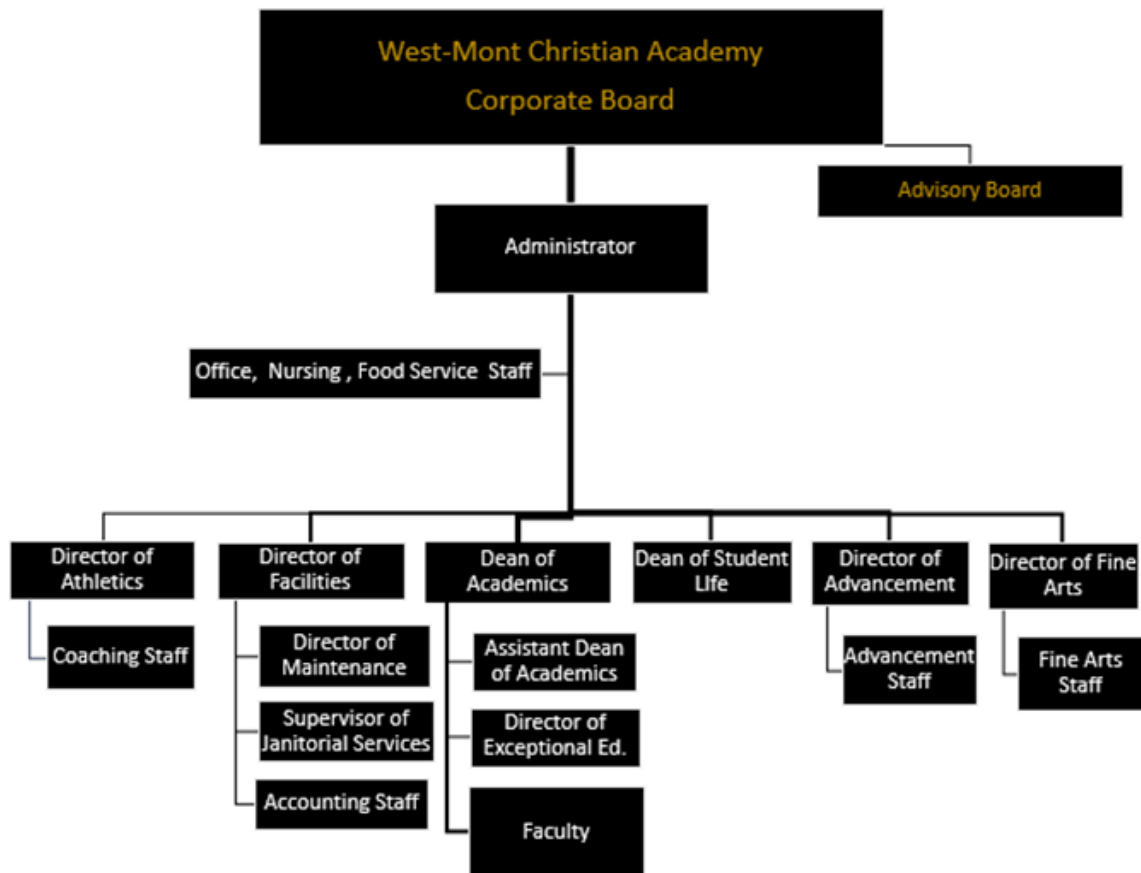 West-Mont Christian Academy
Corporate Board
Advisory Board
Administrator
Office,  Nursing , Food Service  Staff
Director of
Athletics
Coaching Staff
Director of
Facilities
Director of
Maintenance
Supervisor of
Janitorial Services
Accounting Staff
Dean of
Academics
Assistant Dean
of Academics
Director of
Exceptional Ed.
Faculty
Dean of Student
LIfe
Director of
Advancement
Advancement
Staff
Director of Fine
Arts
Fine Arts
Staff